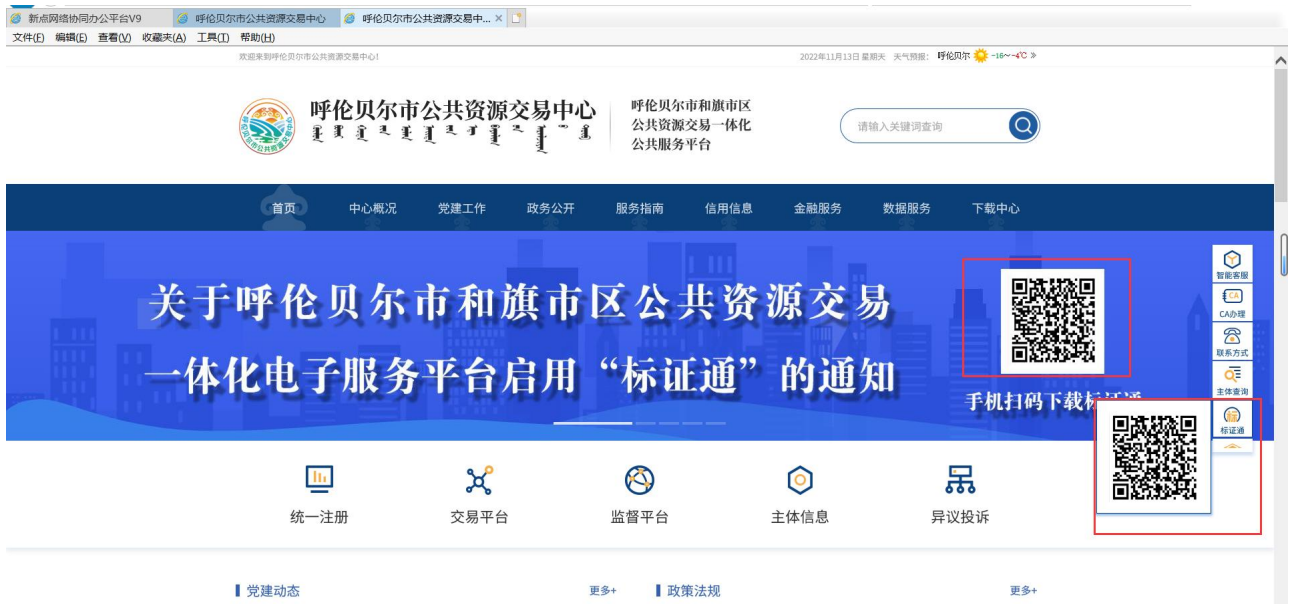 新点网络协同办公平台V9
呼伦贝尔市公共资源交易中心
呼伦贝尔市公共资源交易中...
文件(F) 编辑(E) 查看(V) 收藏夹(A) 工具(T) 帮助(H)
欢迎来到呼伦贝尔市公共资源交易中心!
2022年11月13日 星期天 天气预报: 呼伦贝尔 -16~-4℃ »
呼伦贝尔市公共资源交易中心
呼伦贝尔市和旗市区
公共资源交易一体化
公共服务平台
请输入关键词查询
首页 中心概况 党建工作 政务公开 服务指南 信用信息 金融服务 数据服务 下载中心
关于呼伦贝尔市和旗市区公共资源交易
一体化电子服务平台启用“标证通”的通知
手机扫码下载标证通
智能客服
CA
CA办理
联系方式
主体查询
标
标证通
统一注册 交易平台 监督平台 主体信息 异议投诉
党建动态 更多+
政策法规 更多+